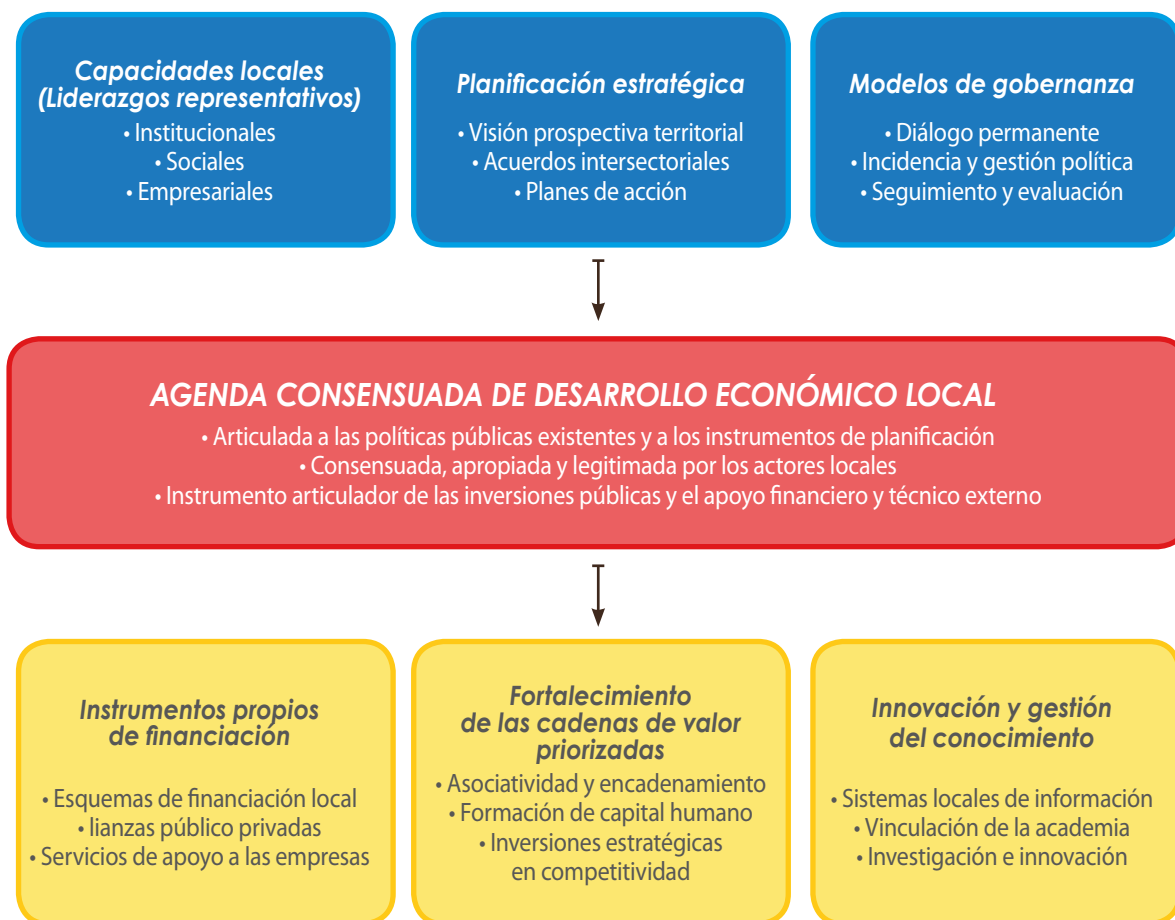 Capacidades locales
(Liderazgos representativos)
• Institucionales
• Sociales
• Empresariales
Planificación estratégica
• Visión prospectiva territorial
• Acuerdos intersectoriales
• Planes de acción
Modelos de gobernanza
• Diálogo permanente
• Incidencia y gestión política
• Seguimiento y evaluación
AGENDA CONSENSUADA DE DESARROLLO ECONÓMICO LOCAL
• Articulada a las políticas públicas existentes y a los instrumentos de planificación
• Consensuada, apropiada y legitimada por los actores locales
• Instrumento articulador de las inversiones públicas y el apoyo financiero y técnico externo
Instrumentos propios
de financiación
• Esquemas de financiación local
• lianzas público privadas
• Servicios de apoyo a las empresas
Fortalecimiento
de las cadenas de valor
priorizadas
• Asociatividad y encadenamiento
• Formación de capital humano
• Inversiones estratégicas
en competitividad
Innovación y gestión
del conocimiento
• Sistemas locales de información
• Vinculación de la academia
• Investigación e innovación